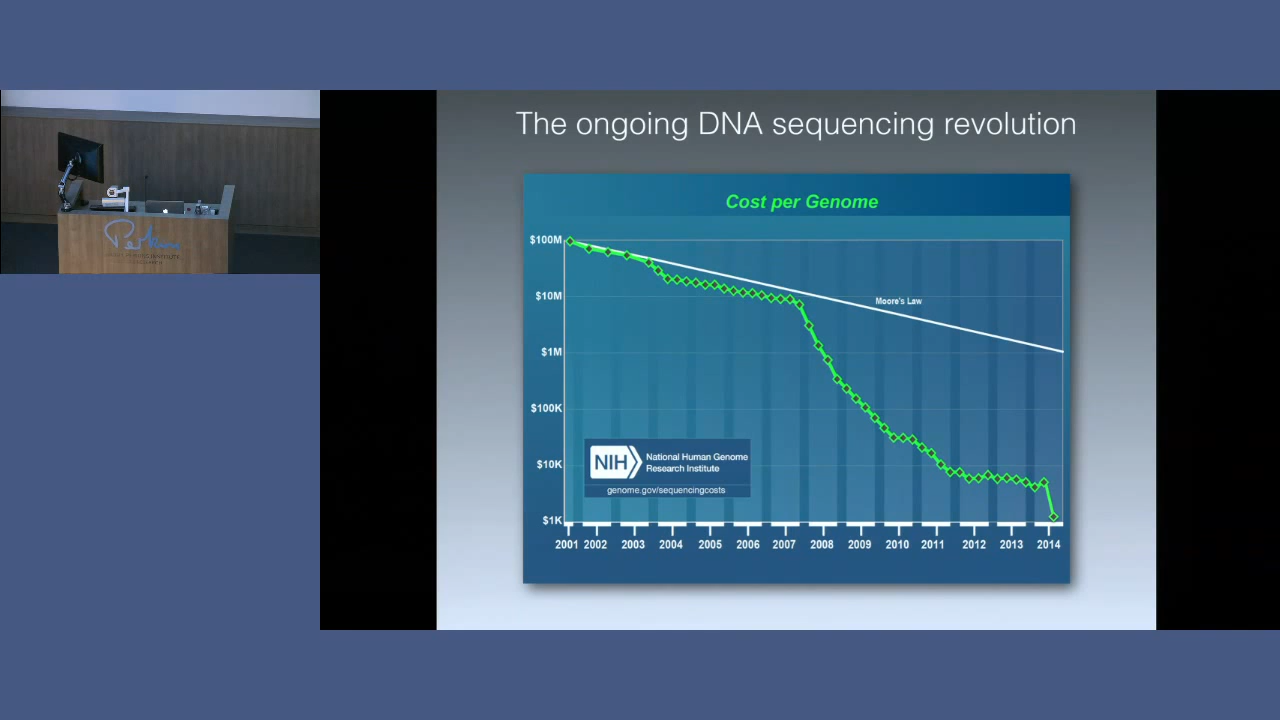 The ongoing DNA sequencing revolution
Cost per Genome
$100M
$10M
$1M
$100K
$10K
$1K
Moore's Law
NIH
National Human Genome
Research Institute
genome.gov/sequencingcosts
2001 2002 2003 2004 2005 2006 2007 2008 2009 2010 2011 2012 2013 2014